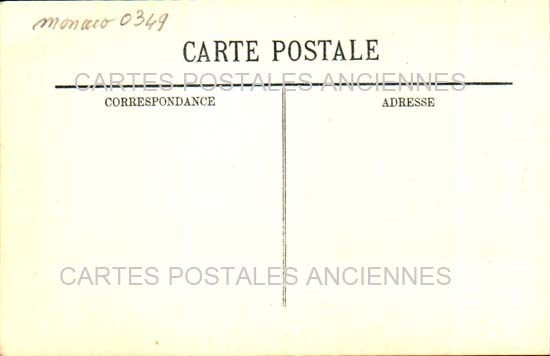 Monaco 0349
CARTE POSTALE
CARTES POSTALES ANCIENNES
CORRESPONDANCE
ADRESSE
CARTES POSTALES ANCIENNES